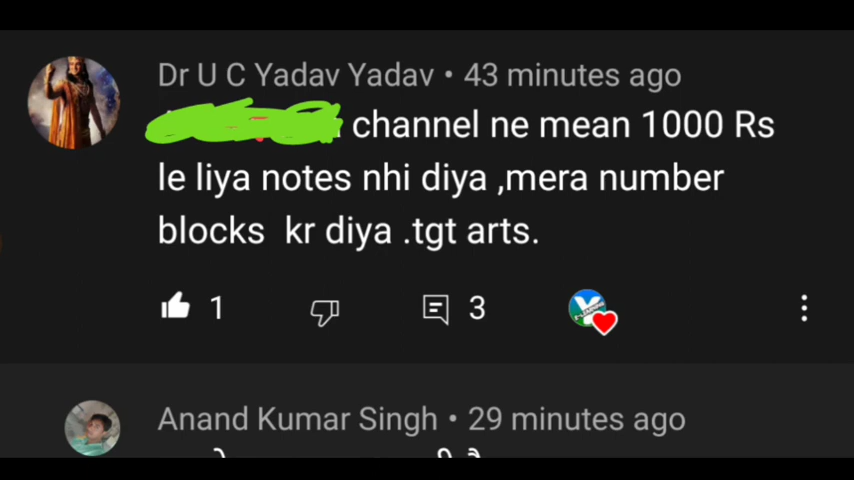 Dr U C Yadav Yadav • 43 minutes ago
channel ne mean 1000 Rs
le liya notes nhi diya ,mera number
blocks kr diya .tgt arts.
1
3
Anand Kumar Singh • 29 minutes ago